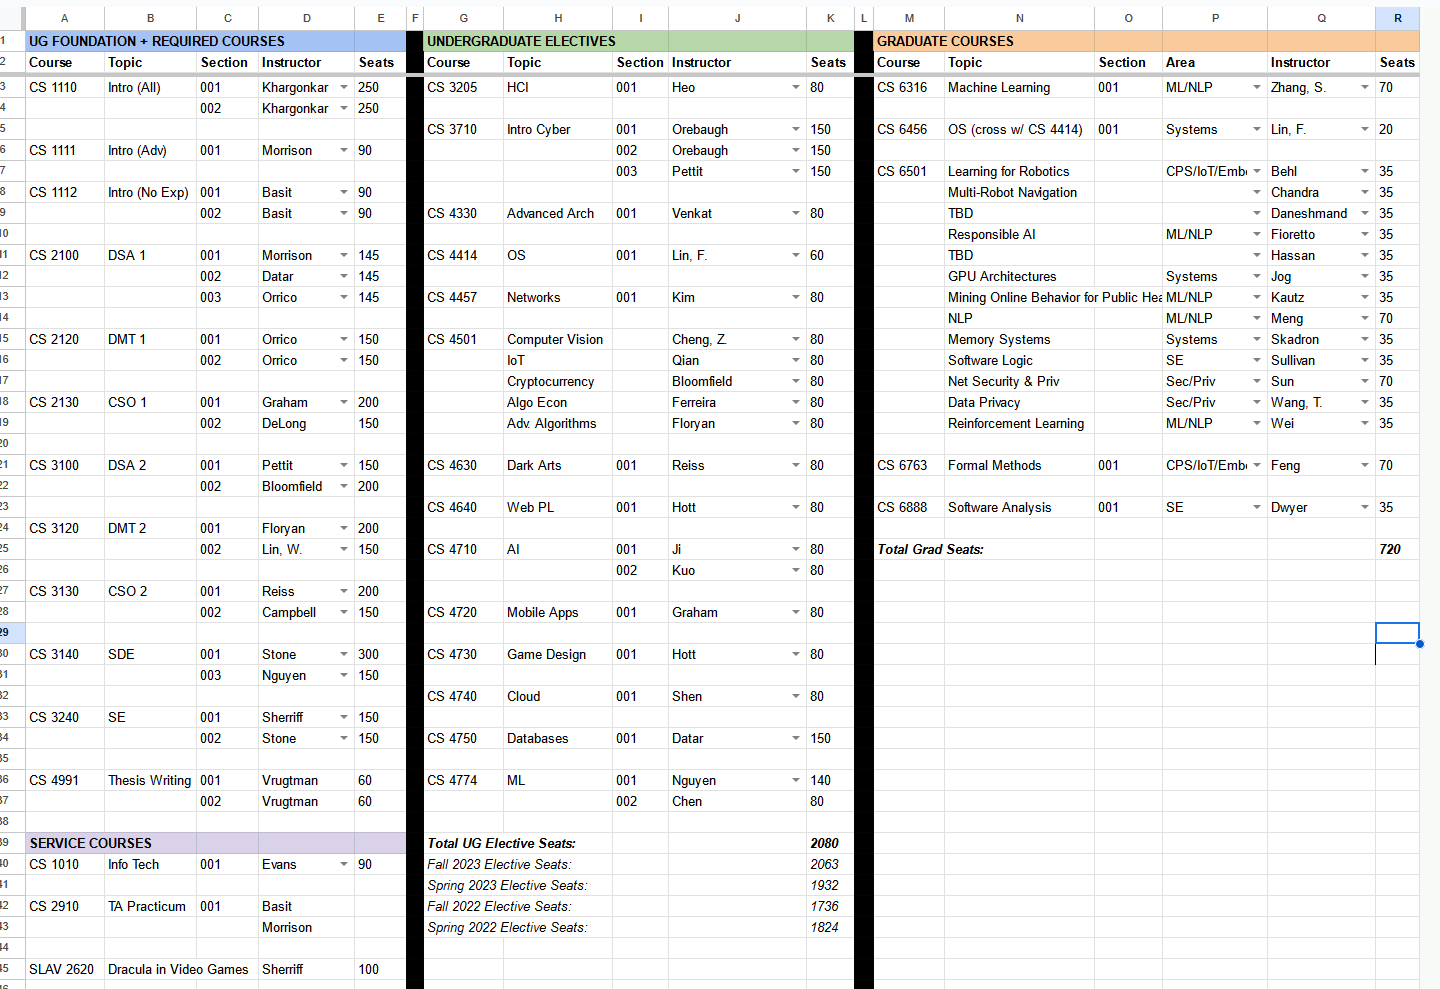 A B C D E F G H I J K L M N O P Q R
1 UG FOUNDATION + REQUIRED COURSES UNDERGRADUATE ELECTIVES GRADUATE COURSES
2 Course Topic Section Instructor Seats Course Topic Section Instructor Seats Course Topic Section Area Instructor Seats
3 CS 1110 Intro (All) 001 Khargonkar 250 CS 3205 HCI 001 Heo 80 CS 6316 Machine Learning 001 ML/NLP Zhang, S. 70
4 002 Khargonkar 250
5 CS 3710 Intro Cyber 001 Orebaugh 150 CS 6456 OS (cross w/ CS 4414) 001 Systems Lin, F. 20
6 CS 1111 Intro (Adv) 001 Morrison 90 002 Orebaugh 150
7 003 Pettit 150 CS 6501 Learning for Robotics CPS/IoT/Emb Behl 35
8 CS 1112 Intro (No Exp) 001 Basit 90 Multi-Robot Navigation Chandra 35
9 002 Basit 90 CS 4330 Advanced Arch 001 Venkat 80 TBD Daneshmand 35
10 Responsible AI ML/NLP Fioretto 35
11 CS 2100 DSA 1 001 Morrison 145 CS 4414 OS 001 Lin, F. 60 TBD Hassan 35
12 002 Datar 145 GPU Architectures Systems Jog 35
13 003 Orrico 145 CS 4457 Networks 001 Kim 80 Mining Online Behavior for Public Hea ML/NLP Kautz 35
14 NLP ML/NLP Meng 70
15 CS 2120 DMT 1 001 Orrico 150 CS 4501 Computer Vision Cheng, Z. 80 Memory Systems Systems Skadron 35
16 002 Orrico 150 IoT Qian 80 Software Logic SE Sullivan 35
17 Cryptocurrency Bloomfield 80 Net Security & Priv Sec/Priv Sun 70
18 CS 2130 CSO 1 001 Graham 200 Algo Econ Ferreira 80 Data Privacy Sec/Priv Wang, T. 35
19 002 DeLong 150 Adv. Algorithms Floryan 80 Reinforcement Learning ML/NLP Wei 35
20
21 CS 3100 DSA 2 001 Pettit 150 CS 4630 Dark Arts 001 Reiss 80 CS 6763 Formal Methods 001 CPS/IoT/Emb Feng 70
22 002 Bloomfield 200
23 CS 4640 Web PL 001 Hott 80 CS 6888 Software Analysis 001 SE Dwyer 35
24 CS 3120 DMT 2 001 Floryan 200
25 002 Lin, W. 150 CS 4710 AI 001 Ji 80 Total Grad Seats: 720
26 002 Kuo 80
27 CS 3130 CSO 2 001 Reiss 200
28 002 Campbell 150 CS 4720 Mobile Apps 001 Graham 80
29
30 CS 3140 SDE 001 Stone 300 CS 4730 Game Design 001 Hott 80
31 003 Nguyen 150
32 CS 4740 Cloud 001 Shen 80
33 CS 3240 SE 001 Sherriff 150
34 002 Stone 150 CS 4750 Databases 001 Datar 150
35
36 CS 4991 Thesis Writing 001 Vrugtman 60 CS 4774 ML 001 Nguyen 140
37 002 Vrugtman 60 002 Chen 80
38
39 SERVICE COURSES Total UG Elective Seats: 2080
40 CS 1010 Info Tech 001 Evans 90 Fall 2023 Elective Seats: 2063
41 Spring 2023 Elective Seats: 1932
42 CS 2910 TA Practicum 001 Basit Fall 2022 Elective Seats: 1736
43 Morrison Spring 2022 Elective Seats: 1824
44
45 SLAV 2620 Dracula in Video Games Sherriff 100